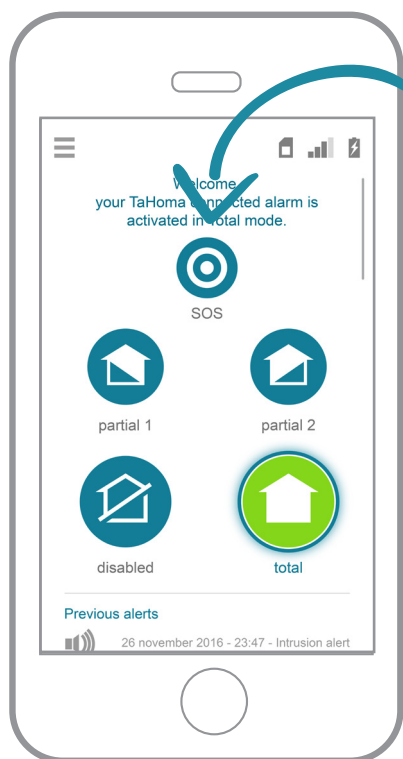 Welcome,
your TaHoma connected alarm is
activated in Total mode.
SOS
partial 1
partial 2
disabled
total
Previous alerts
26 november 2016 - 23:47 - Intrusion alert